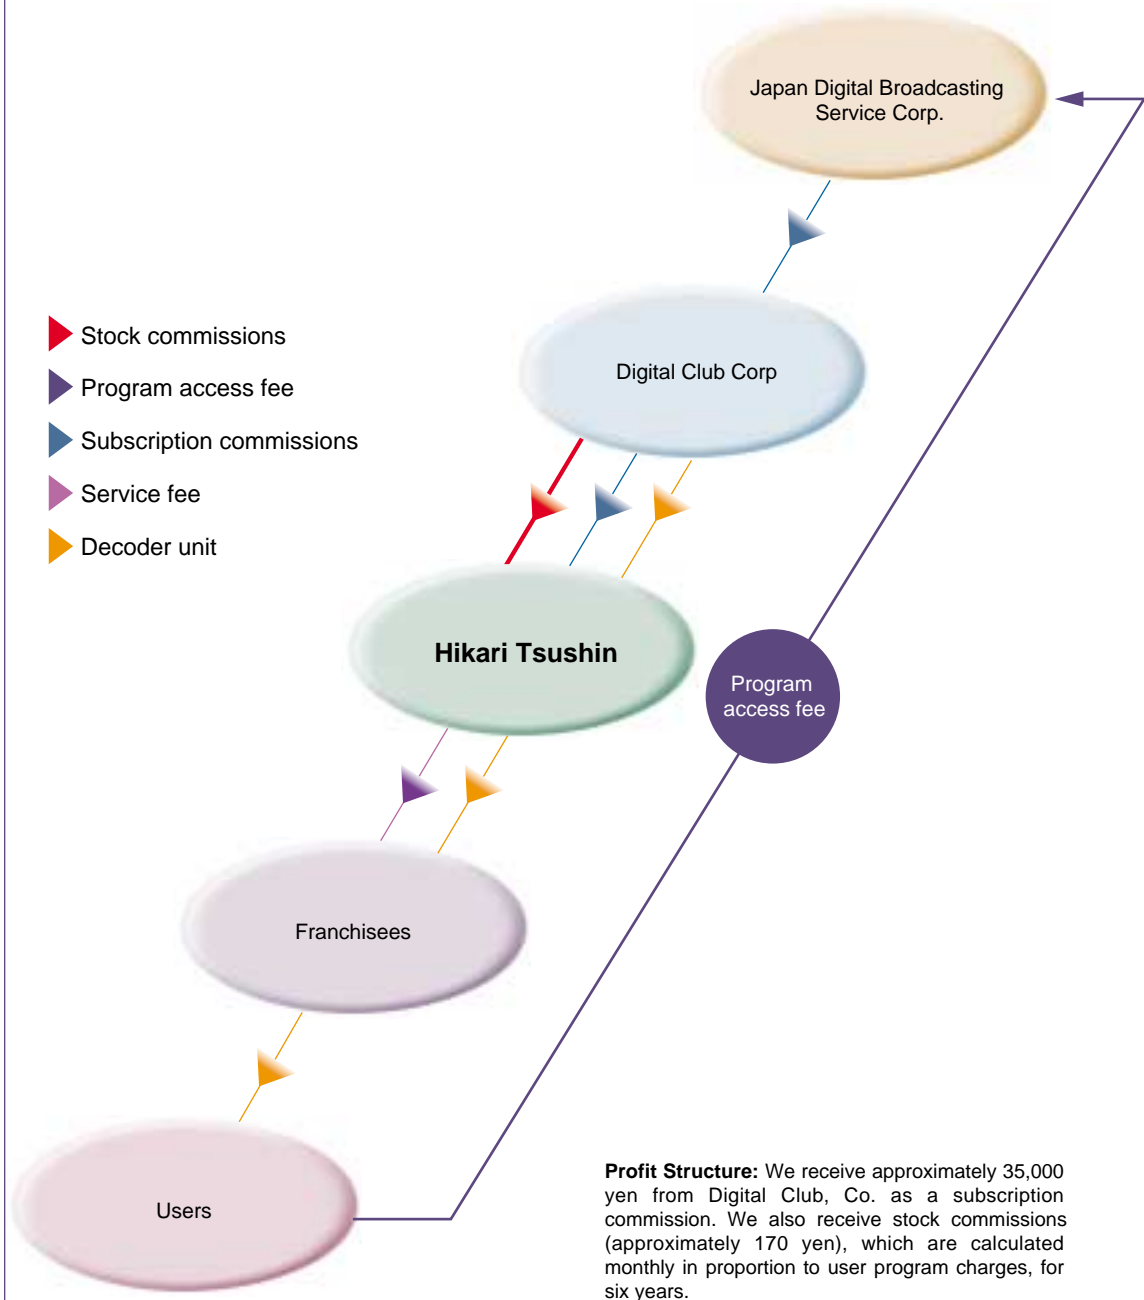 Japan Digital Broadcasting
Service Corp.
Stock commissions
Program access fee
Subscription commissions
Service fee
Decoder unit
Digital Club Corp
Hikari Tsushin
Program
access fee
Franchisees
Users
Profit Structure: We receive approximately 35,000
yen from Digital Club, Co. as a subscription
commission. We also receive stock commissions
(approximately 170 yen), which are calculated
monthly in proportion to user program charges, for
six years.